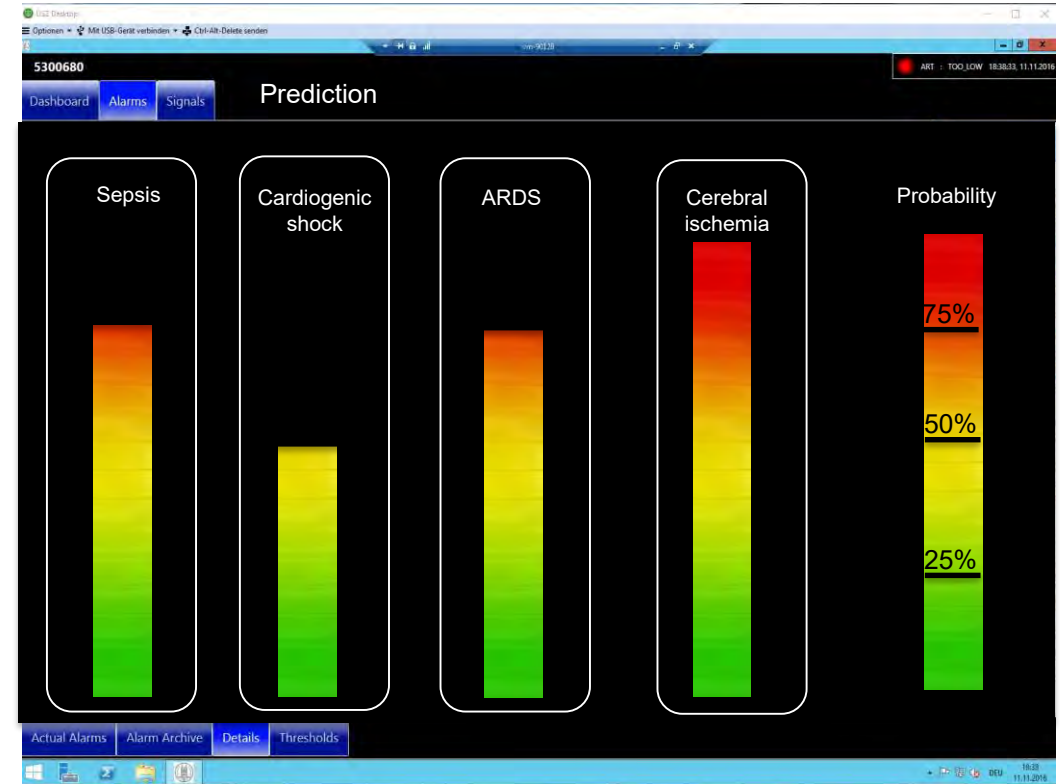 USZ Desktop
Optionen Mit USB-Gerät verbinden Ctrl-Alt-Delete senden
vm-90128
5300680
ART : TOO_LOW 18:38:33, 11.11.2016
Dashboard Alarms Signals Prediction
Sepsis Cardiogenic shock ARDS Cerebral ischemia Probability
75%
50%
25%
Actual Alarms Alarm Archive Details Thresholds
DEU
11.11.2016